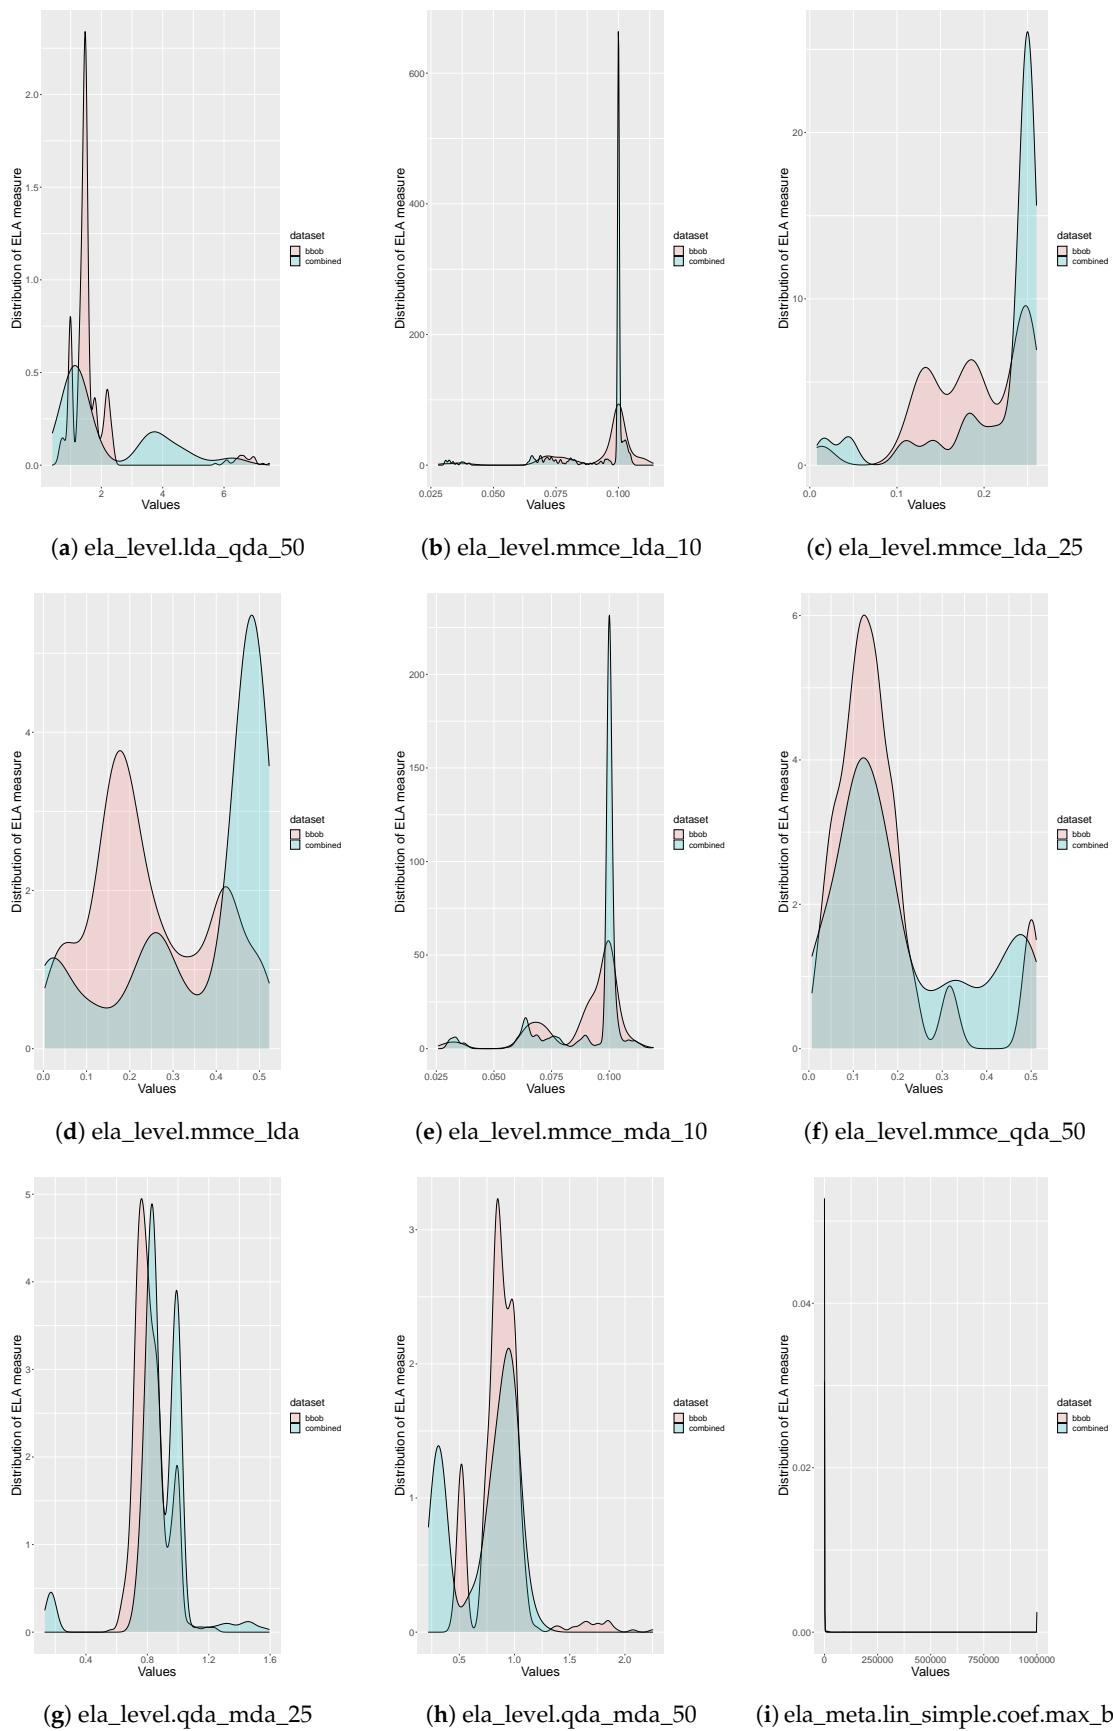 Distribution of ELA measure
2.0
1.5
1.0
0.5
0.0
2 4 6
Values
dataset
bbob
combined
(a) ela_level.lda_qda_50
Distribution of ELA measure
600
400
200
0
0.025 0.050 0.075 0.100
Values
dataset
bbob
combined
(b) ela_level.mmce_lda_10
Distribution of ELA measure
20
10
0
0.0 0.1 0.2
Values
dataset
bbob
combined
(c) ela_level.mmce_lda_25
Distribution of ELA measure
4
2
0
0.0 0.1 0.2 0.3 0.4 0.5
Values
dataset
bbob
combined
(d) ela_level.mmce_lda
Distribution of ELA measure
200
150
100
50
0
0.025 0.050 0.075 0.100
Values
dataset
bbob
combined
(e) ela_level.mmce_mda_10
Distribution of ELA measure
6
4
2
0
0.0 0.1 0.2 0.3 0.4 0.5
Values
dataset
bbob
combined
(f) ela_level.mmce_qda_50
Distribution of ELA measure
5
4
3
2
1
0
0.4 0.8 1.2 1.6
Values
dataset
bbob
combined
(g) ela_level.qda_mda_25
Distribution of ELA measure
3
2
1
0
0.5 1.0 1.5 2.0
Values
dataset
bbob
combined
(h) ela_level.qda_mda_50
Distribution of ELA measure
0.04
0.02
0.00
0 250000 500000 750000 1000000
Values
dataset
bbob
combined
(i) ela_meta.lin_simple.coef.max_b